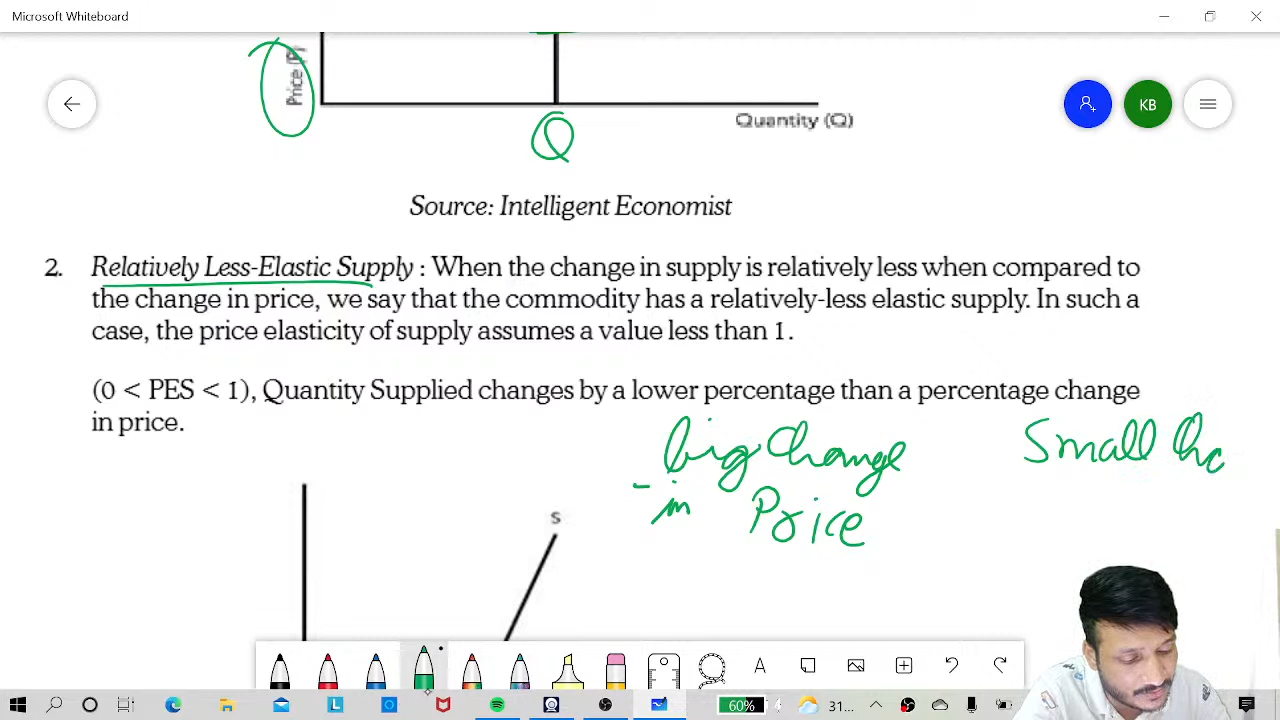 Microsoft Whiteboard
Price (P)
KB
Quantity (Q)
Q
Source: Intelligent Economist
2. Relatively Less-Elastic Supply : When the change in supply is relatively less when compared to
the change in price, we say that the commodity has a relatively-less elastic supply. In such a
case, the price elasticity of supply assumes a value less than 1.
(0 < PES < 1), Quantity Supplied changes by a lower percentage than a percentage change
in price.
big change
in Price
Small
S
A
60%
31...